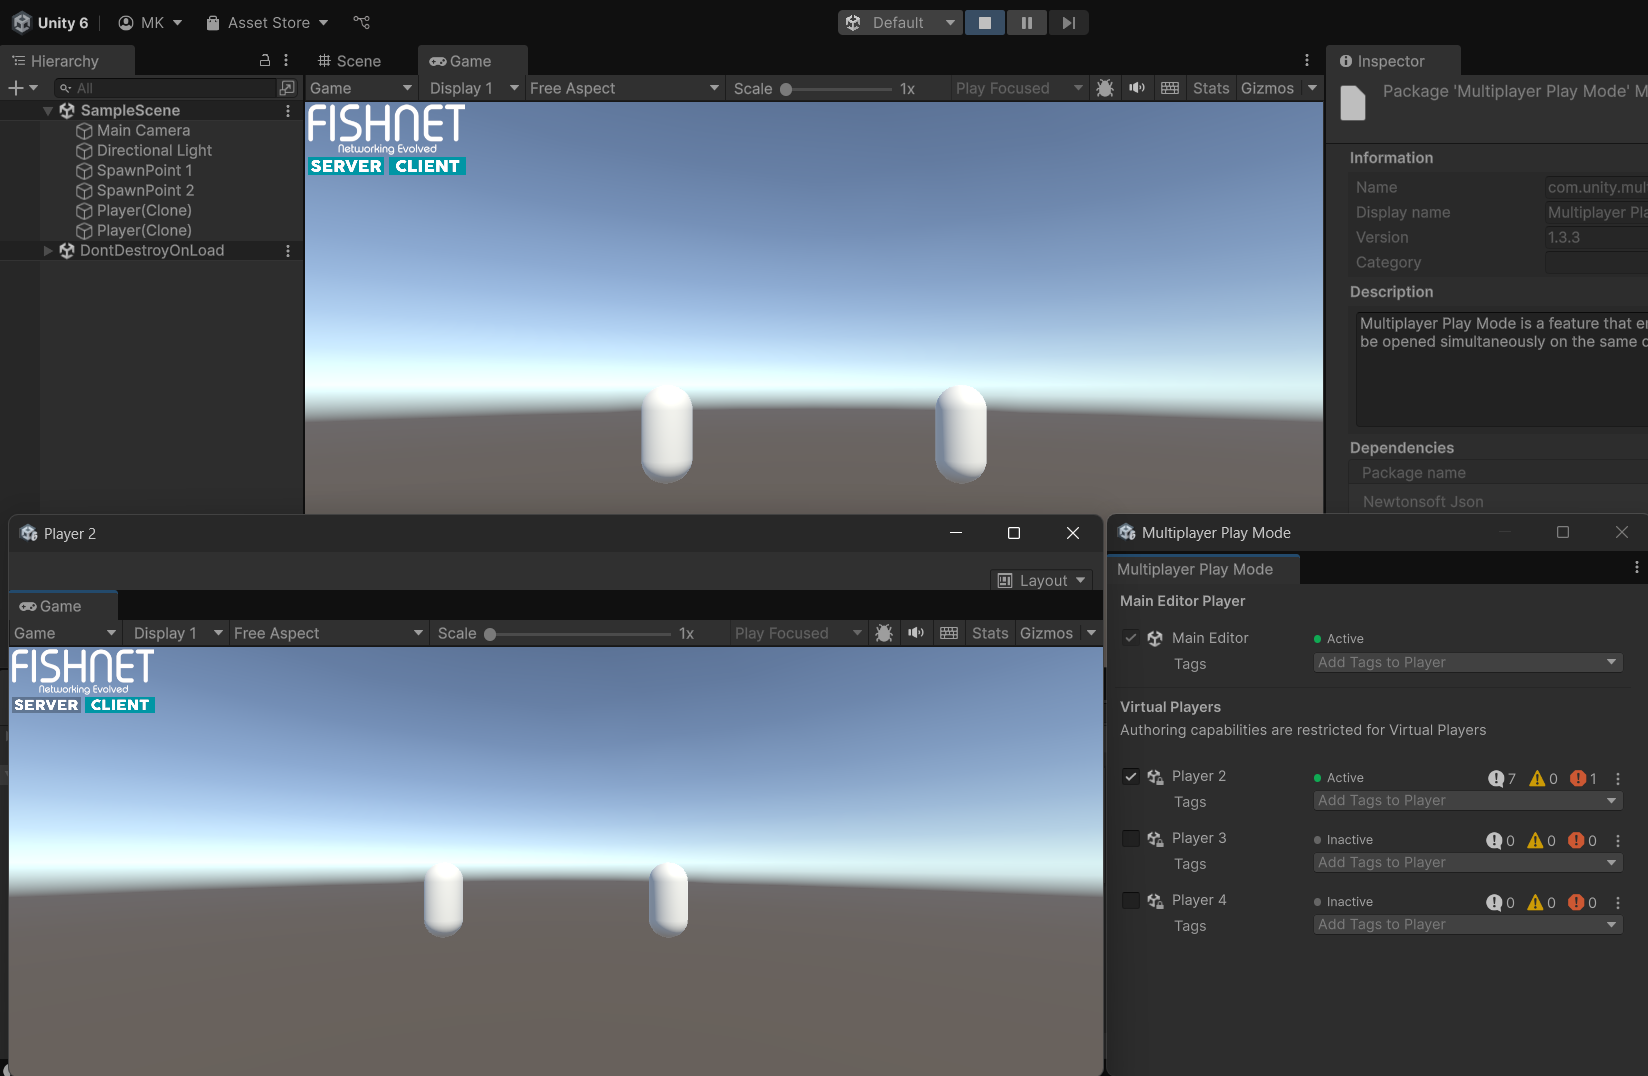 Unity 6 MK Asset Store Default
Hierarchy
All
SampleScene
Main Camera
Directional Light
SpawnPoint 1
SpawnPoint 2
Player(Clone)
Player(Clone)
DontDestroyOnLoad
Scene Game
Game Display 1 Free Aspect Scale 1x Play Focused Stats Gizmos
FISHNET
Networking Evolved
SERVER CLIENT
Inspector
Package 'Multiplayer Play Mode' M
Information
Name com.unity.mul
Display name Multiplayer Pla
Version 1.3.3
Category
Description
Multiplayer Play Mode is a feature that e
be opened simultaneously on the same
Dependencies
Package name
Newtonsoft Json
Player 2
Layout
Game
Game Display 1 Free Aspect Scale 1x Play Focused Stats Gizmos
FISHNET
Networking Evolved
SERVER CLIENT
Multiplayer Play Mode
Multiplayer Play Mode
Main Editor Player
Main Editor Active
Tags Add Tags to Player
Virtual Players
Authoring capabilities are restricted for Virtual Players
Player 2 Active 7 0 1
Tags Add Tags to Player
Player 3 Inactive 0 0 0
Tags Add Tags to Player
Player 4 Inactive 0 0 0
Tags Add Tags to Player